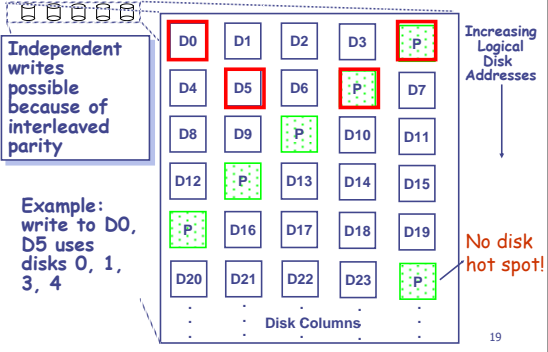 Independent
writes
possible
because of
interleaved
parity
Example:
write to D0,
D5 uses
disks 0, 1,
3, 4
D0 D1 D2 D3 P
D4 D5 D6 P D7
D8 D9 P D10 D11
D12 P D13 D14 D15
P D16 D17 D18 D19
D20 D21 D22 D23 P
Disk Columns
Increasing
Logical
Disk
Addresses
No disk
hot spot!
19